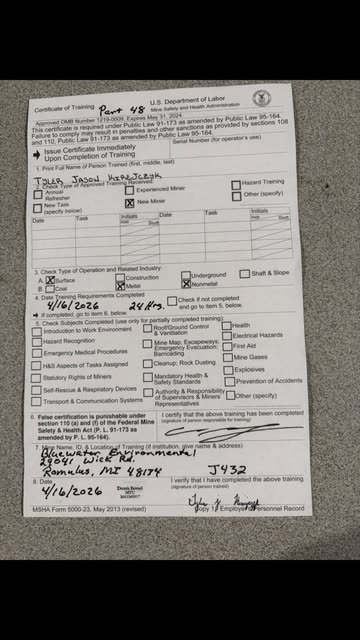 Certificate of Training Part 48
U.S. Department of Labor
Mine Safety and Health Administration
Approved OMB Number 1219-0009, Expires May 31, 2024
This certificate is required under Public Law 91-173 as amended by Public Law 95-164.
Failure to comply may result in penalties and other sanctions as provided by sections 108
and 110, Public Law 91-173 as amended by Public Law 95-164.
Issue Certificate Immediately
Upon Completion of Training
Serial Number (for operator's use)
1. Print Full Name of Person Trained (first, middle, last)
TYLER JASON
2. Check Type of Approved Training Received:
Annual
Refresher
Experienced Miner
Hazard Training
New Task
(specify below)
X New Miner
Other (specify)
Date Task Initials Date Task Initials
Inst. Stud. Inst. Stud.
3. Check Type of Operation and Related Industry:
A. X Surface Construction Underground Shaft & Slope
B. Coal X Metal X Nonmetal
4. Date Training Requirements Completed
4/16/2026 24 Hrs.
Check if not completed
and go to item 5, below.
If completed, go to item 6, below.
5. Check Subjects Completed (use only for partially completed training):
Introduction to Work Environment
Hazard Recognition
Emergency Medical Procedures
H&S Aspects of Tasks Assigned
Statutory Rights of Miners
Self-Rescue & Respiratory Devices
Transport & Communication Systems
Roof/Ground Control
& Ventilation
Mine Map; Escapeways;
Emergency Evacuation;
Barricading
Cleanup; Rock Dusting
Mandatory Health &
Safety Standards
Authority & Responsibility
of Supervisors & Miners'
Representatives
Health
Electrical Hazards
First Aid
Mine Gases
Explosives
Prevention of Accidents
Other (specify)
6. False certification is punishable
under section 110 (a) and (f) of the Federal Mine
Safety & Health Act (P. L. 91-173 as
amended by P. L. 95-164).
I certify that the above training has been completed
(signature of person responsible for training)
7. Mine Name, ID, & Location of Training (if institution, give name & address)
Bluewater Environmental
29041 Wick Rd.
Romulus, MI 48174 J432
8. Date
4/16/2026
I verify that I have completed the above training
(signature of person trained)
MSHA Form 5000-23, May 2013 (revised)
Copy 1, Employer Personnel Record